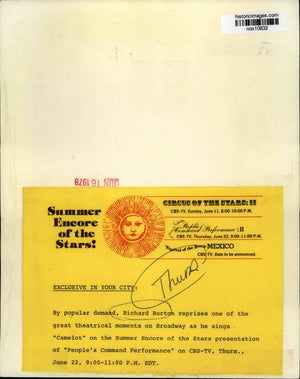 historicimages.com
nox10832
JUN 16 1978
Summer
Encore
of the
Stars!
CIRCUS OF THE STARS: II
CBS-TV, Sunday, June 11, 8:00-10:00 P.M.
People's
Command Performance: II
CBS-TV, Thursday, June 22, 9:00-11:00 P.M.
MEXICO
CBS-TV. Date to be announced.
Thurs
EXCLUSIVE IN YOUR CITY:
By popular demand, Richard Burton reprises one of
the great theatrical moments on Broadway as he sings
"Camelot" on the Summer Encore of the Stars presentation
of "People's Command Performance" on CBS-TV, Thurs.,
June 22, 9:00-11:00 P.M. EDT.